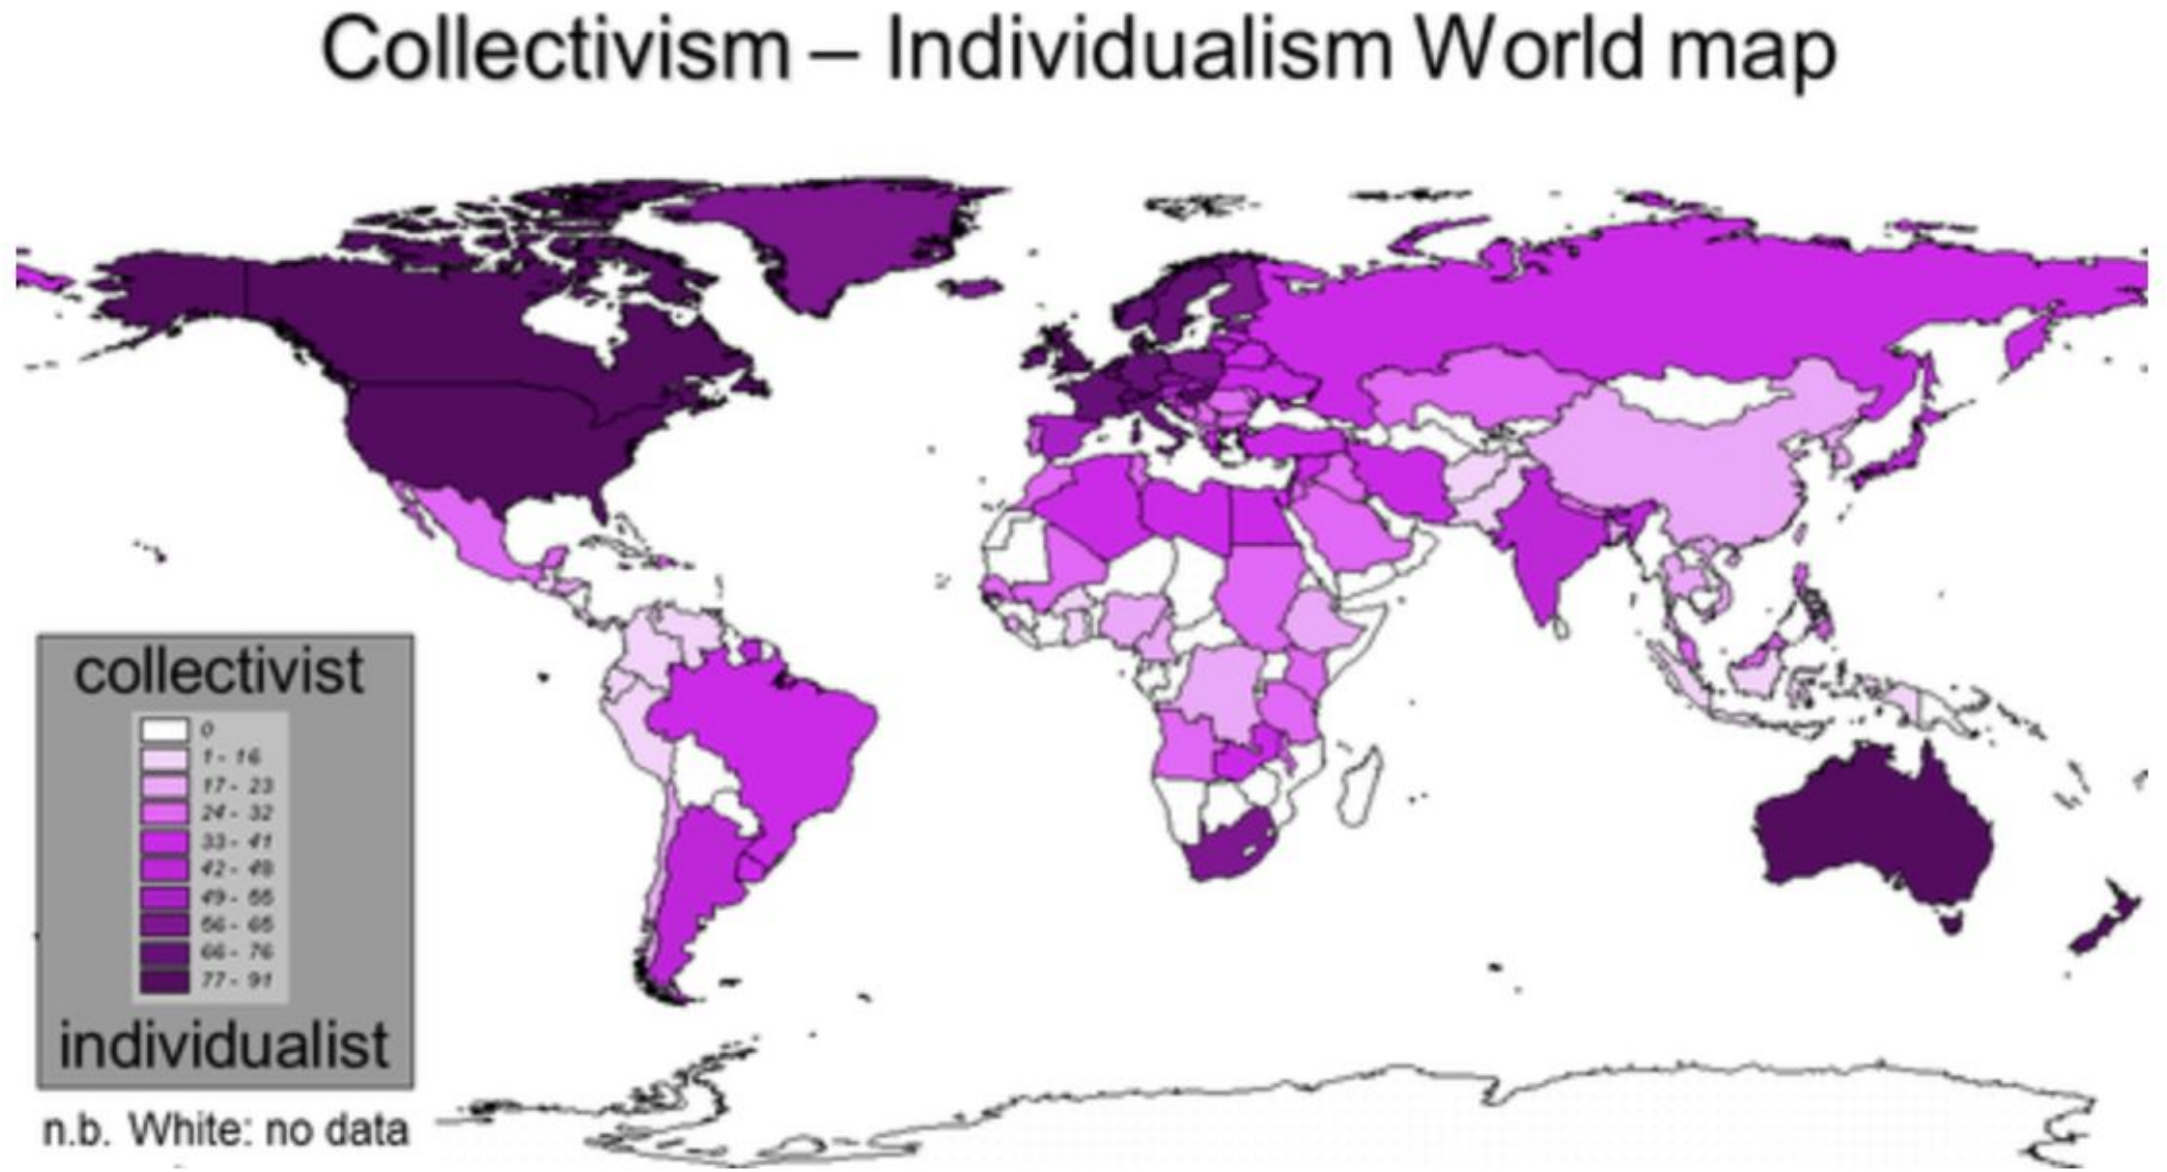 Collectivism – Individualism World map
collectivist
0
1 - 16
17 - 23
24 - 32
33 - 41
42 - 48
49 - 55
56 - 65
66 - 76
77 - 91
individualist
n.b. White: no data